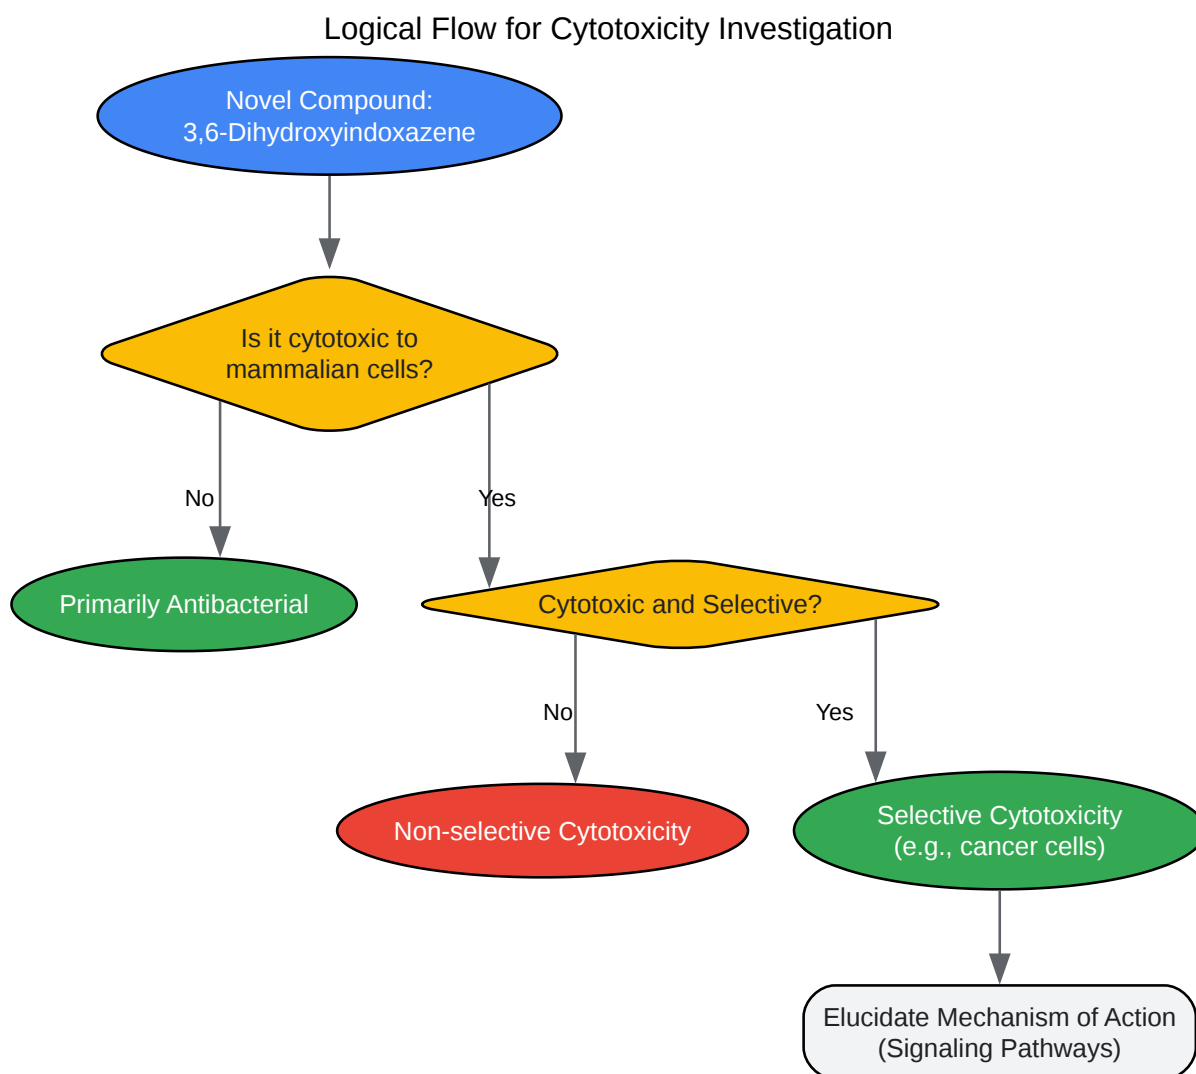 Logical Flow for Cytotoxicity Investigation
Novel Compound:
3,6-Dihydroxyindoxazene
Is it cytotoxic to
mammalian cells?
No
Yes
Primarily Antibacterial
Cytotoxic and Selective?
No
Yes
Non-selective Cytotoxicity
Selective Cytotoxicity
(e.g., cancer cells)
Elucidate Mechanism of Action
(Signaling Pathways)